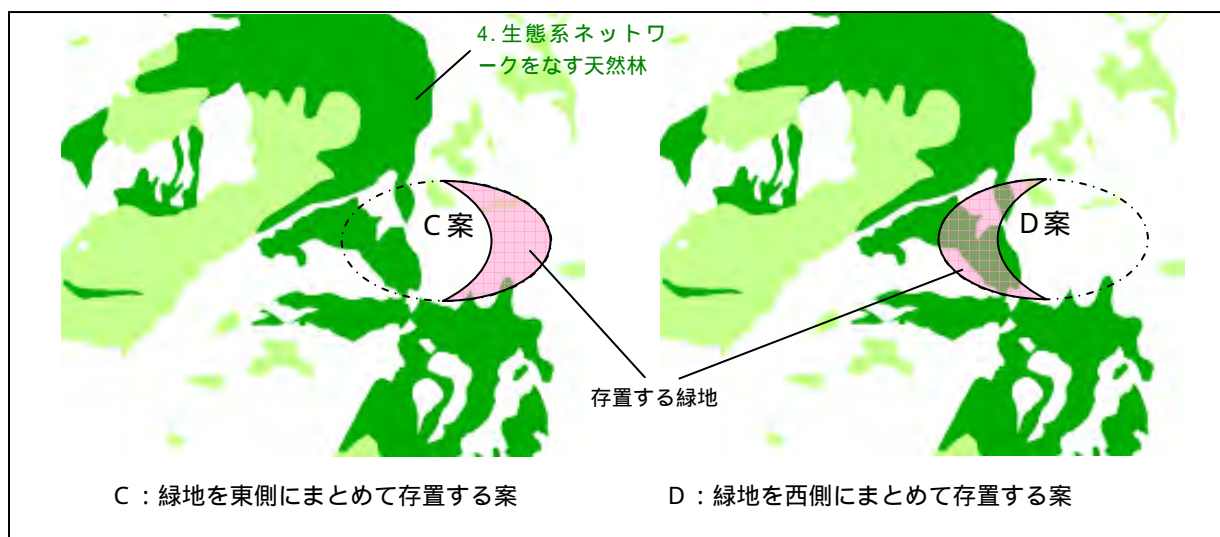 4.生態系ネットワ
ークをなす天然林
C案
D案
存置する緑地
C：緑地を東側にまとめて存置する案
D：緑地を西側にまとめて存置する案